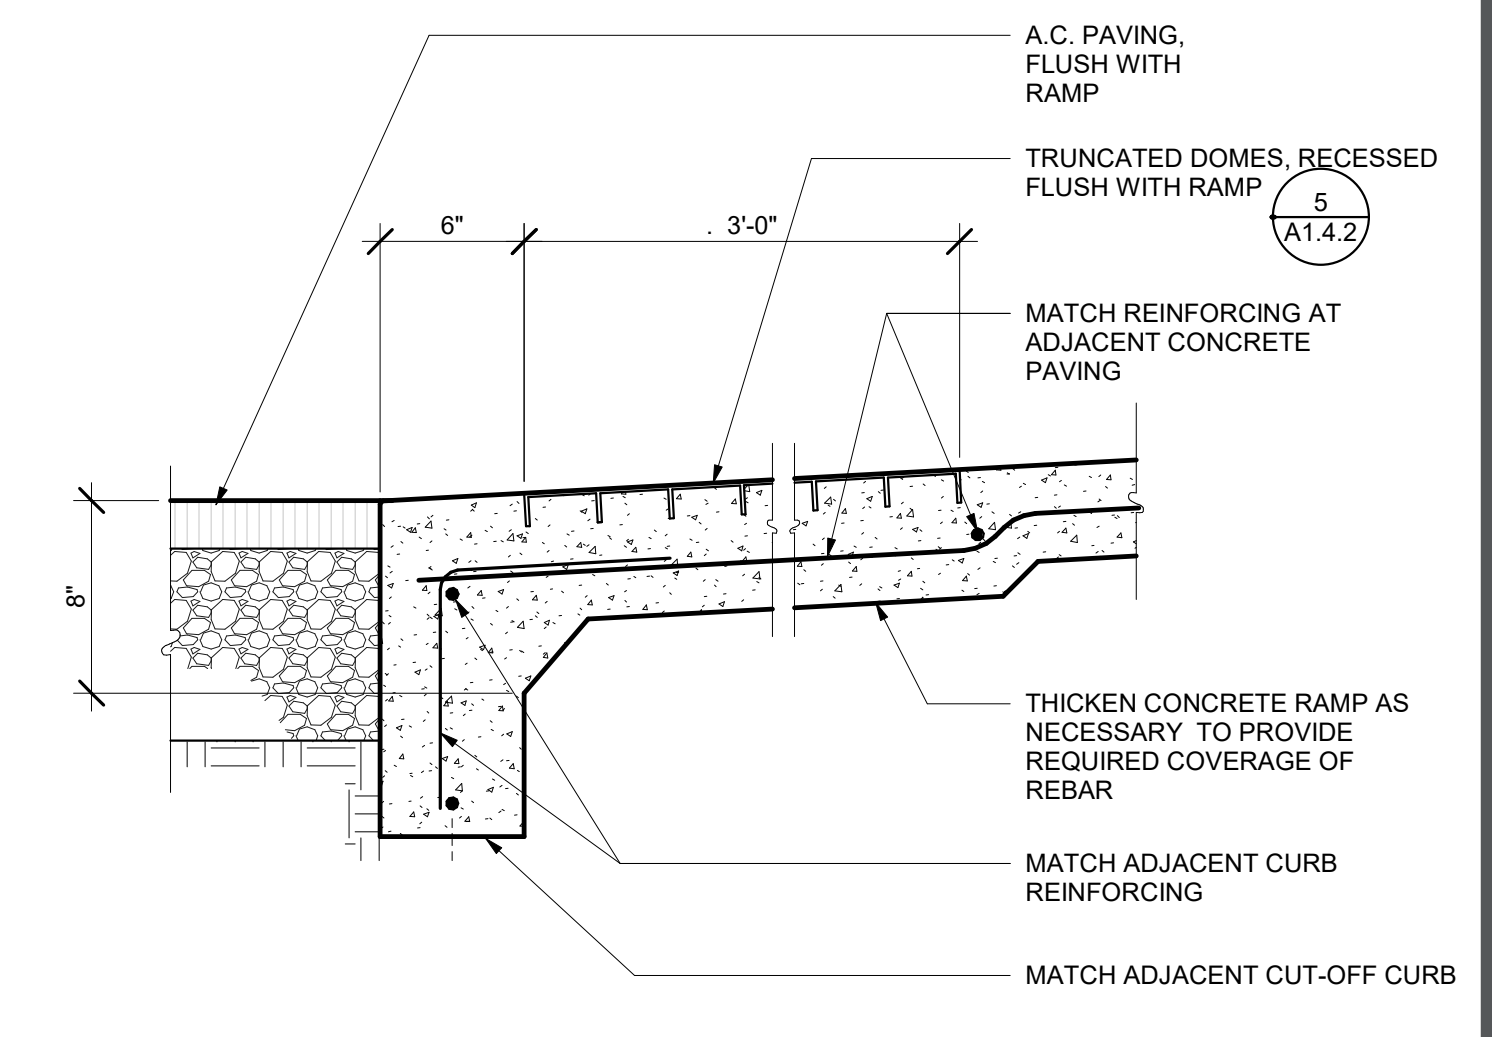 A.C. PAVING,
FLUSH WITH
RAMP
TRUNCATED DOMES, RECESSED
FLUSH WITH RAMP
5
A1.4.2
6"
. 3'-0"
MATCH REINFORCING AT
ADJACENT CONCRETE
PAVING
8"
THICKEN CONCRETE RAMP AS
NECESSARY TO PROVIDE
REQUIRED COVERAGE OF
REBAR
MATCH ADJACENT CURB
REINFORCING
MATCH ADJACENT CUT-OFF CURB